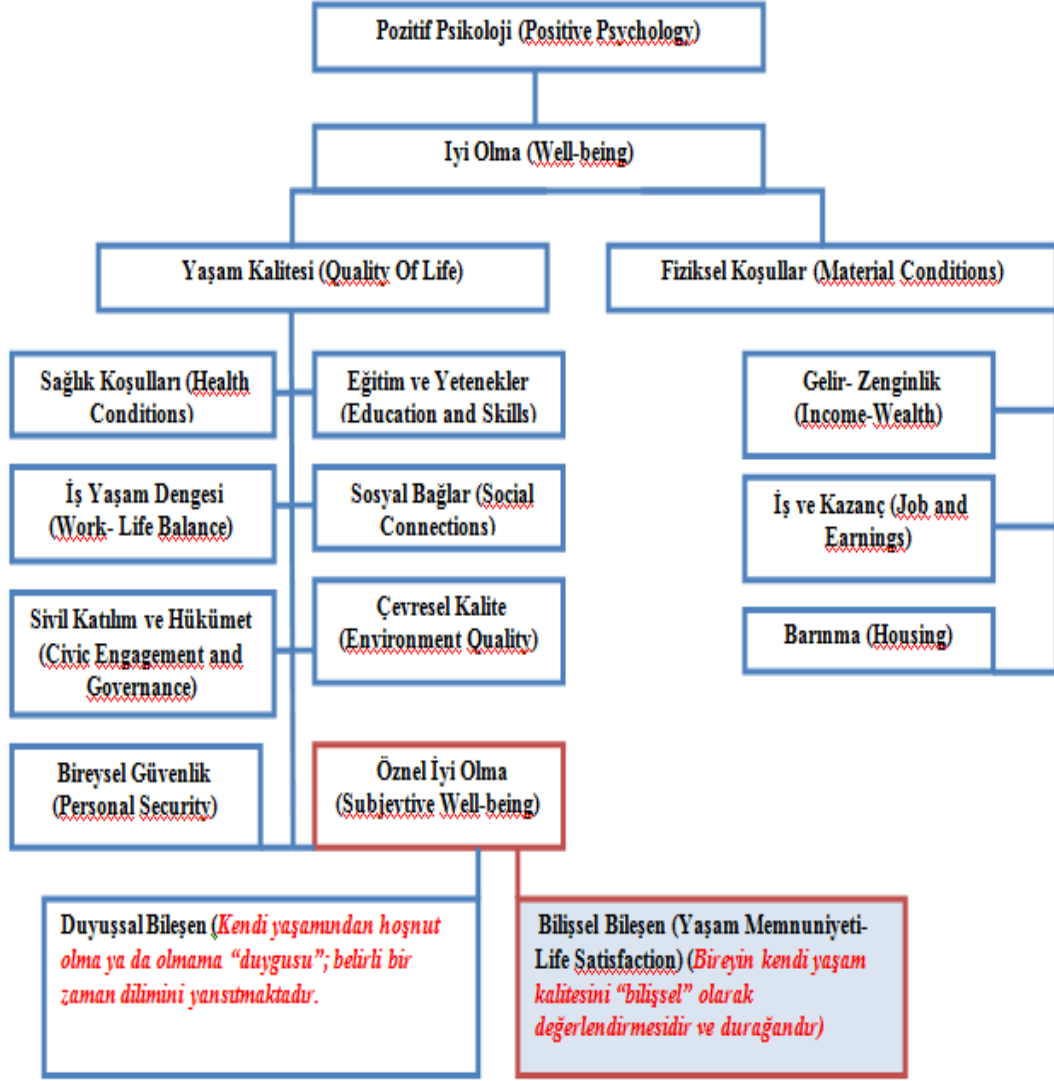 Pozitif Psikoloji (Positive Psychology)
Iyi Olma (Well-being)
Yaşam Kalitesi (Quality Of Life)
Fiziksel Koşullar (Material Conditions)
Sağlık Koşulları (Health
Conditions)
Eğitim ve Yetenekler
(Education and Skills)
Gelir- Zenginlik
(Income-Wealth)
İş Yaşam Dengesi
(Work- Life Balance)
Sosyal Bağlar (Social
Connections)
İş ve Kazanç (Job and
Earnings)
Sivil Katılım ve Hükümet
(Civic Engagement and
Governance)
Çevresel Kalite
(Environment Quality)
Barınma (Housing)
Bireysel Güvenlik
(Personal Security)
Öznel İyi Olma
(Subjevtive Well-being)
Duyuşsal Bileşen (Kendi yaşamından hoşnut
olma ya da olmama “duygusu”; belirli bir
zaman dilimini yansıtmaktadır.
Bilişsel Bileşen (Yaşam Memnuniyeti-
Life Satisfaction) (Bireyin kendi yaşam
kalitesini “bilişsel” olarak
değerlendirmesidir ve durağandır)